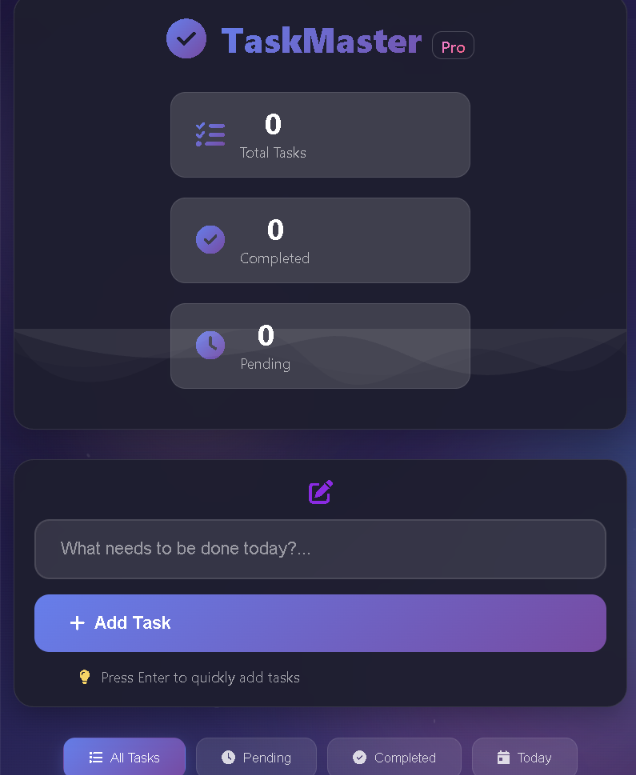 TaskMaster Pro
0
Total Tasks
0
Completed
0
Pending
What needs to be done today?...
+ Add Task
Press Enter to quickly add tasks
All Tasks Pending Completed Today